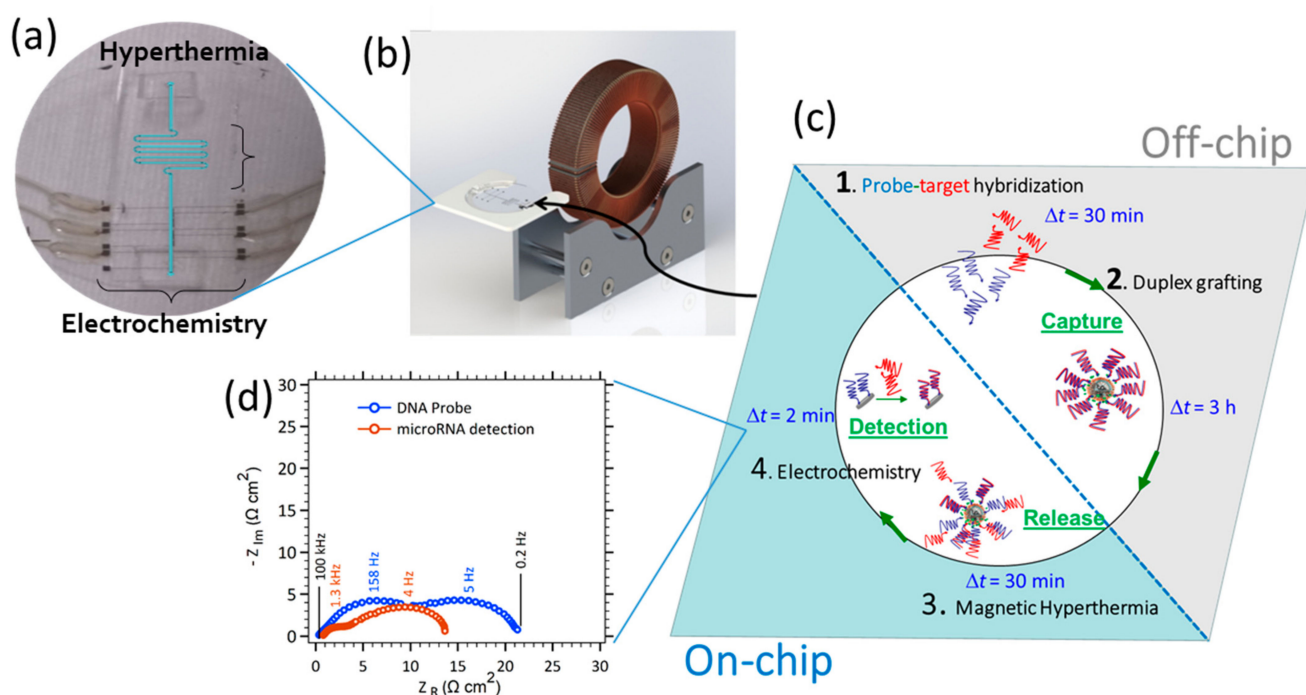 (a)
Hyperthermia
Electrochemistry
(b)
(c)
Off-chip
1. Probe-target hybridization
Δt = 30 min
2. Duplex grafting
Capture
Δt = 3 h
Release
Δt = 30 min
3. Magnetic Hyperthermia
Δt = 2 min
Detection
4. Electrochemistry
On-chip
(d)
DNA Probe
microRNA detection
- Z Im (Ω cm²)
30
25
20
15
10
5
0
100 kHz
1.3 kHz
158 Hz
4 Hz
5 Hz
0.2 Hz
0 5 10 15 20 25 30
Z R (Ω cm²)